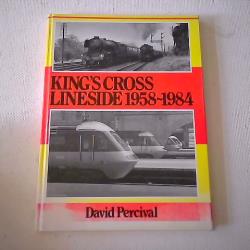 KING'S CROSS
LINESIDE 1958-1984
David Percival